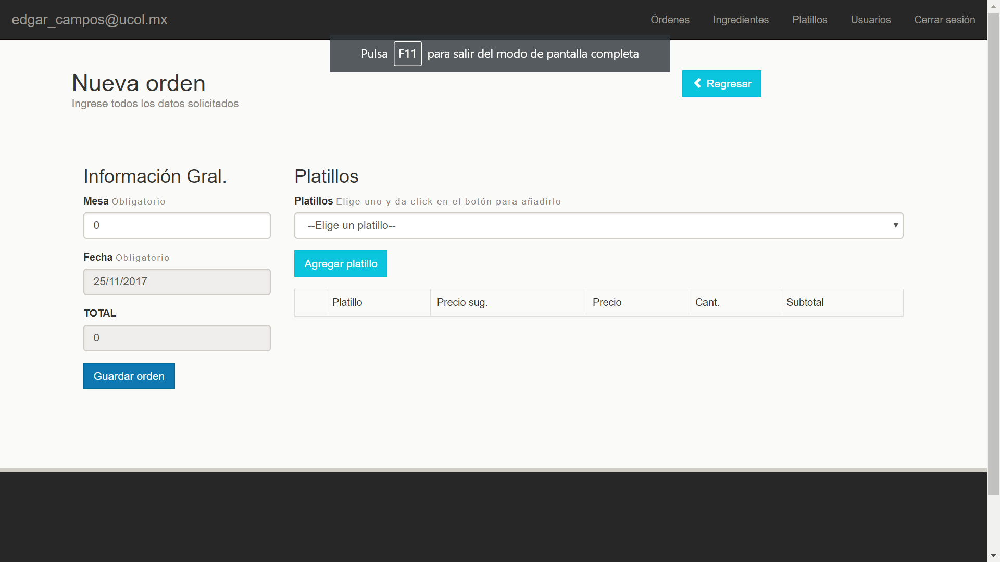 edgar_campos@ucol.mx
Órdenes Ingredientes Platillos Usuarios Cerrar sesión
Pulsa F11 para salir del modo de pantalla completa
Nueva orden
Ingrese todos los datos solicitados
Regresar
Información Gral.
Mesa Obligatorio
0
Fecha Obligatorio
25/11/2017
TOTAL
0
Guardar orden
Platillos
Platillos Elige uno y da click en el botón para añadirlo
--Elige un platillo--
Agregar platillo
Platillo Precio sug. Precio Cant. Subtotal